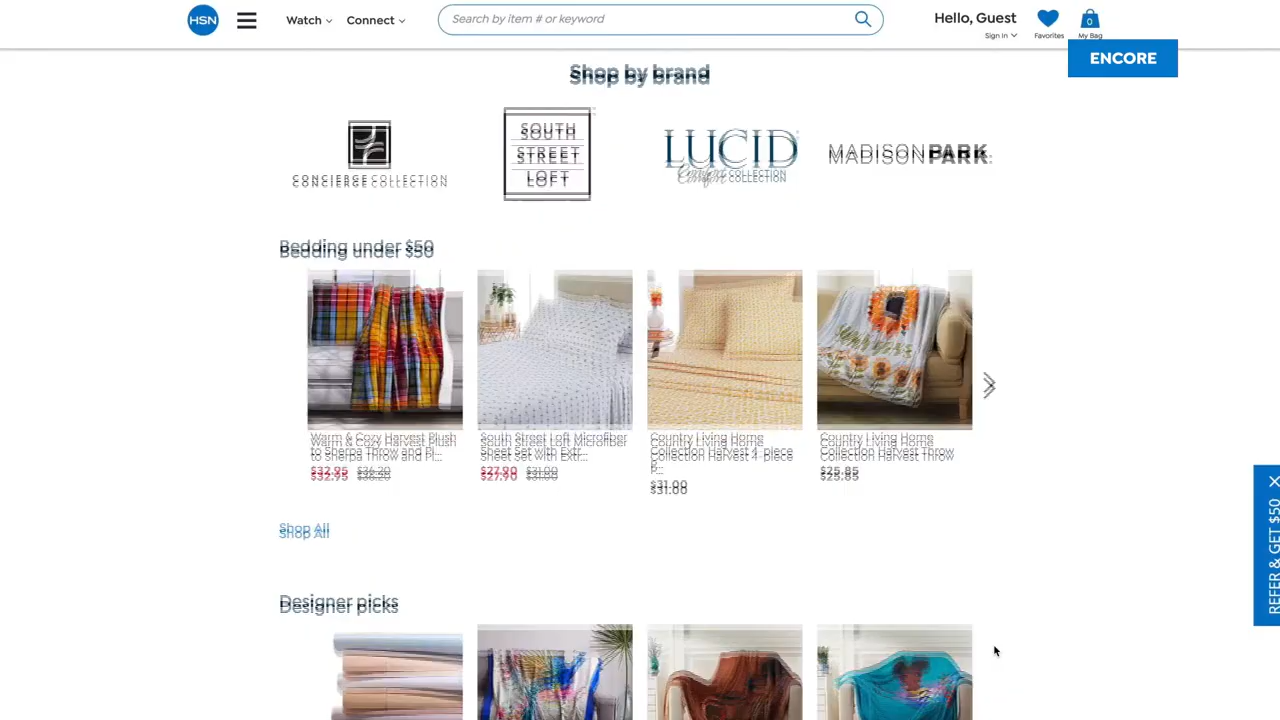 HSN
Watch
Connect
Search by item # or keyword
Hello, Guest
Sign In
Favorites
0
My Bag
ENCORE
Shop by brand
CONCIERGE COLLECTION
SOUTH
STREET
LOFT
LUCID
Comfort COLLECTION
MADISON PARK
Bedding under $50
Warm & Cozy Harvest Plush
to Sherpa Throw and Pi...
$32.95 $36.20
South Street Loft Microfiber
Sheet Set with Extr...
$27.90 $31.00
Country Living Home
Collection Harvest 4-piece
$31.00
Country Living Home
Collection Harvest Throw
$25.85
Shop All
Designer picks
REFER & GET $50